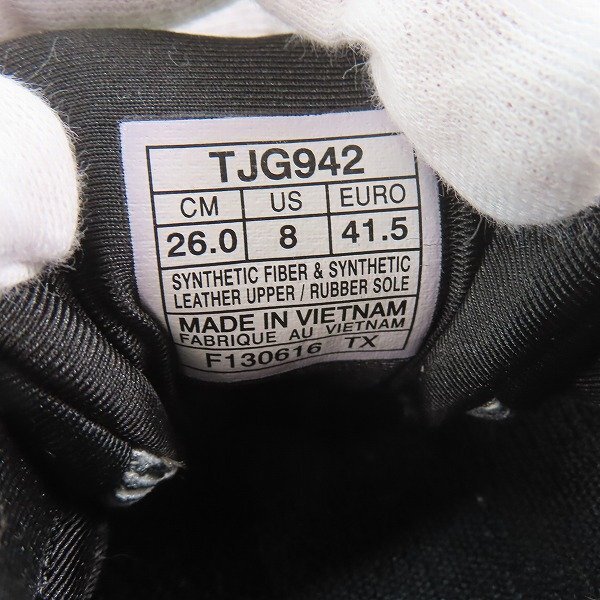 TJG942
CM US EURO
26.0 8 41.5
SYNTHETIC FIBER & SYNTHETIC
LEATHER UPPER / RUBBER SOLE
MADE IN VIETNAM
FABRIQUE AU VIETNAM
F130616 TX